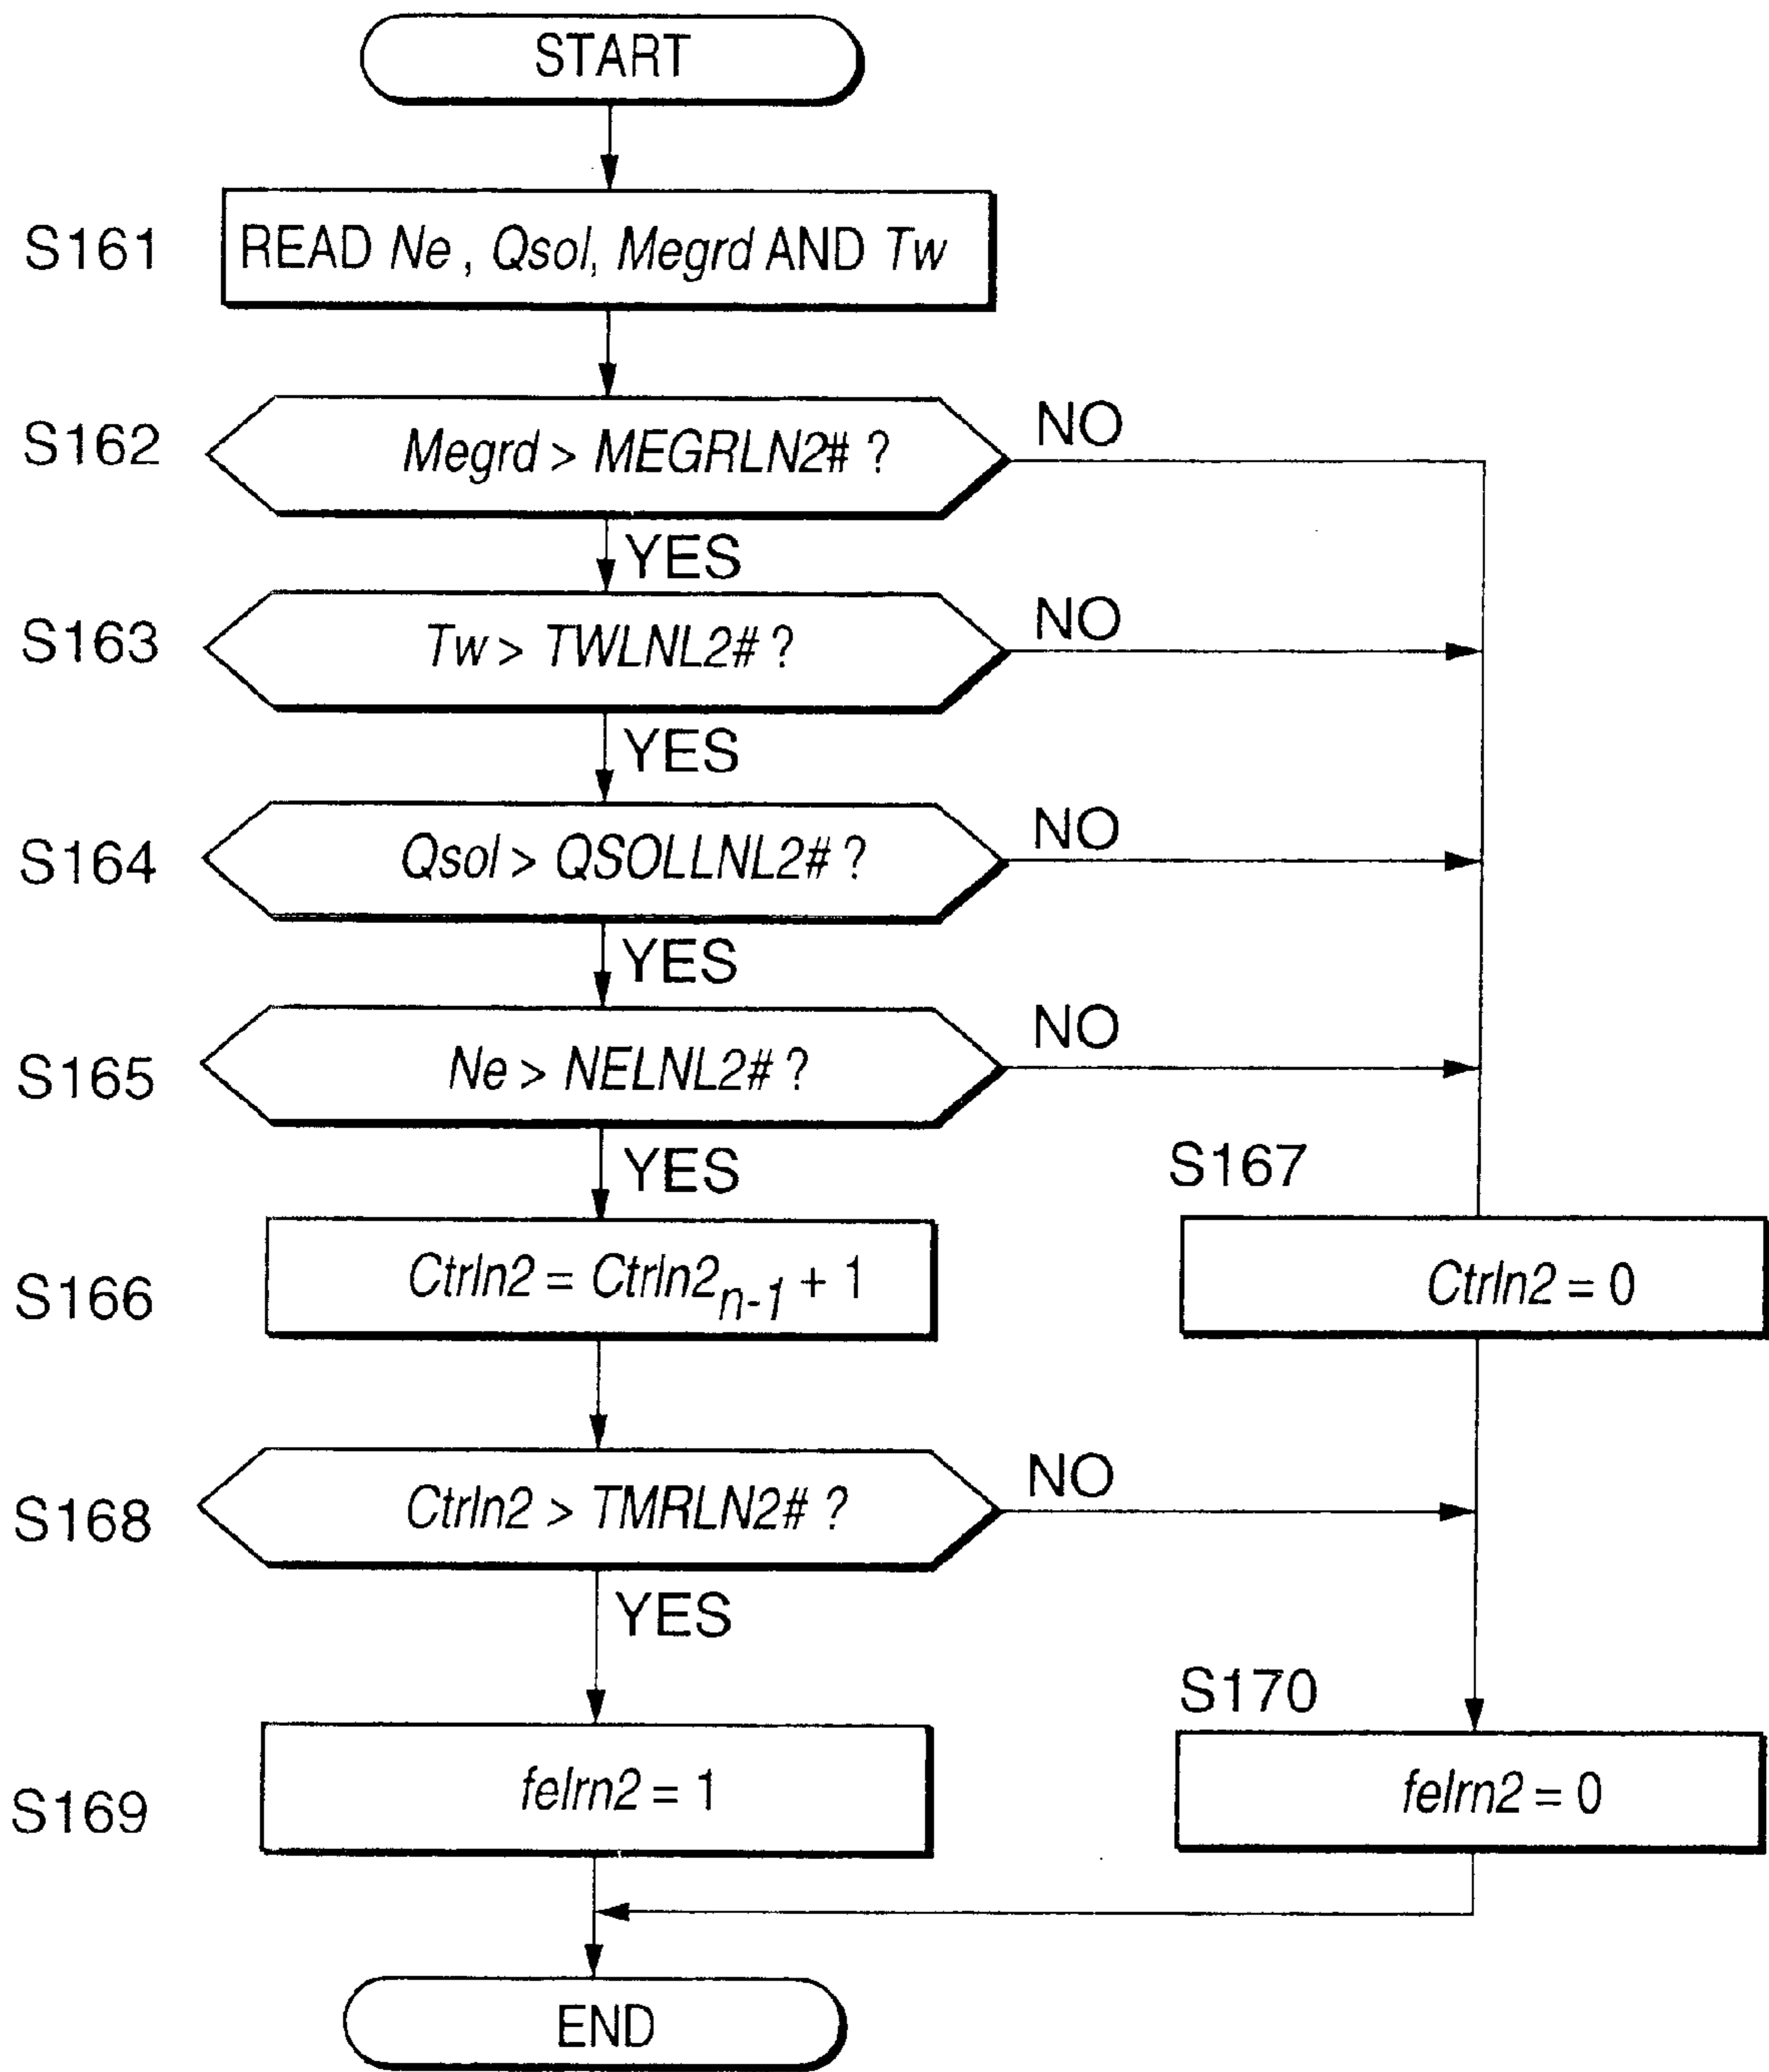 START
S161
READ Ne, Qsol, Megrd AND Tw
S162
Megrd > MEGRLN2# ?
NO
YES
S163
Tw > TWLNL2# ?
NO
YES
S164
Qsol > QSOLLNL2# ?
NO
YES
S165
Ne > NELNL2# ?
NO
YES
S167
S166
Ctrln2 = Ctrln2n-1 + 1
Ctrln2 = 0
S168
Ctrln2 > TMRLN2# ?
NO
YES
S170
S169
felrn2 = 1
felrn2 = 0
END